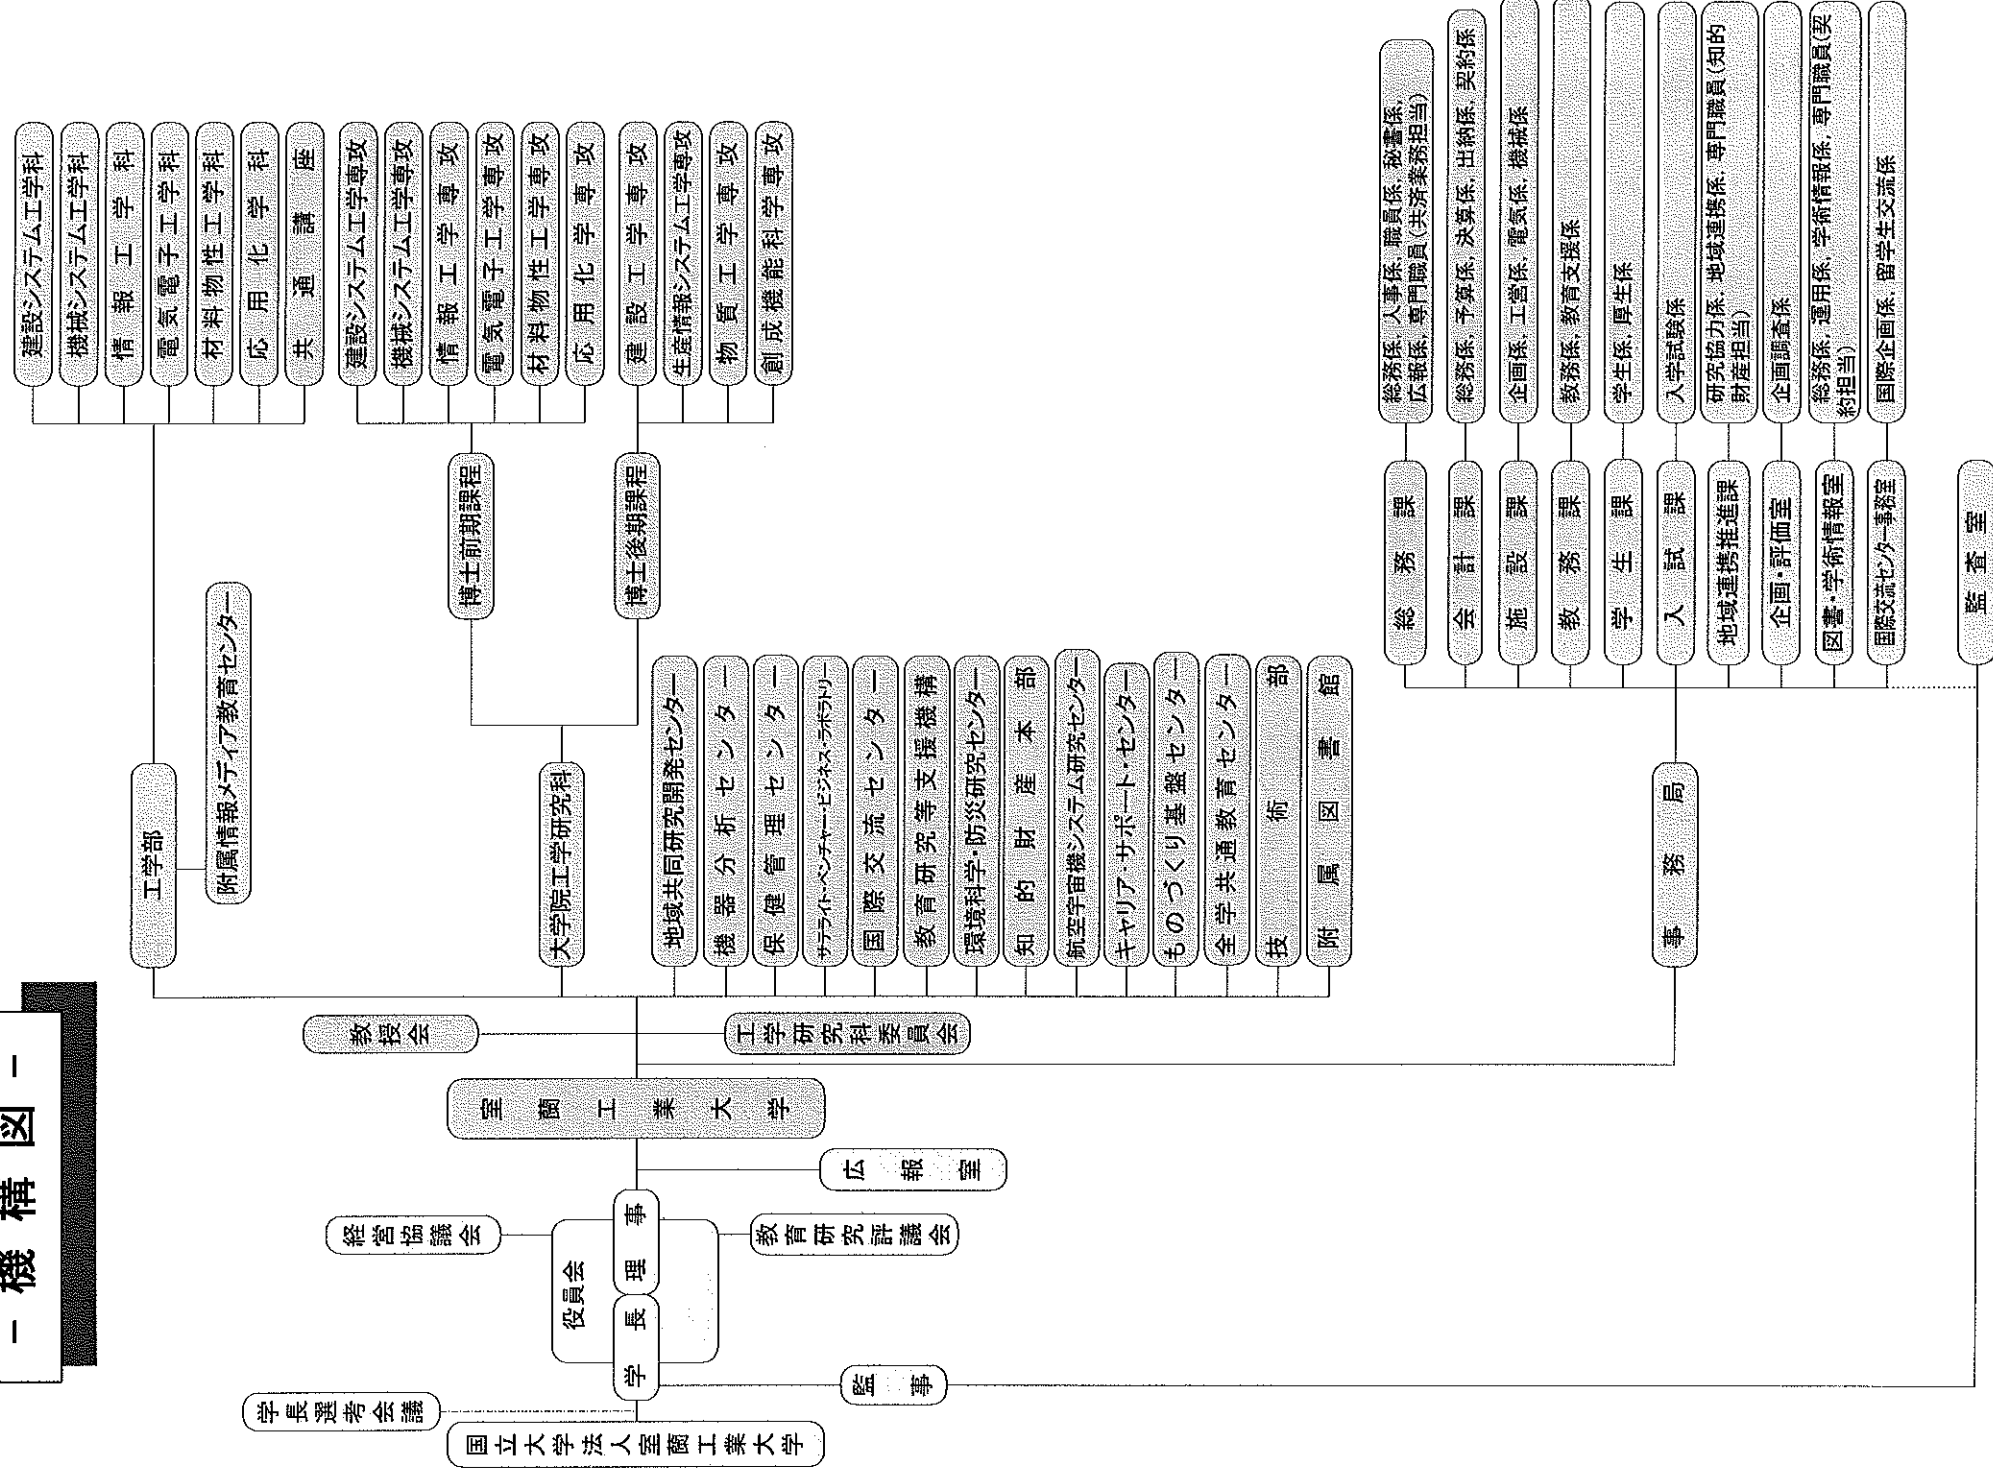 － 機 構 図 －
国立大学法人室蘭工業大学
学長選考会議
学 長
理 事
役員会
監 事
経営協議会
教育研究評議会
広 報 室
室 蘭 工 業 大 学
教授会
工学研究科委員会
工学部
附属情報メディア教育センター
建設システム工学科
機械システム工学科
情 報 工 学 科
電気電子工学科
材料物性工学科
応 用 化 学 科
共 通 講 座
大学院工学研究科
博士前期課程
建設システム工学専攻
機械システム工学専攻
情 報 工 学 専 攻
電気電子工学専攻
材料物性工学専攻
応 用 化 学 専 攻
博士後期課程
建 設 工 学 専 攻
生産情報システム工学専攻
物 質 工 学 専 攻
創成機能科学専攻
地域共同研究開発センター
機器分析センター
保健管理センター
サテライト・ベンチャー・ビジネス・ラボラトリー
国際交流センター
教育研究等支援機構
環境科学・防災研究センター
知 的 財 産 本 部
航空宇宙機システム研究センター
キャリア・サポート・センター
ものづくり基盤センター
全学共通教育センター
技 術 部
附 属 図 書 館
事 務 局
総 務 課
総務係, 人事係, 職員係, 秘書係,
広報係, 専門職員(共済業務担当)
会 計 課
総務係, 予算係, 決算係, 出納係, 契約係
施 設 課
企画係, 工営係, 電気係, 機械係
教 務 課
教務係, 教育支援係
学 生 課
学生係, 厚生係
入 試 課
入学試験係
地域連携推進課
研究協力係, 地域連携係, 専門職員(知的
財産担当)
企画・評価室
企画調査係
図書・学術情報室
総務係, 運用係, 学術情報係, 専門職員(契
約担当)
国際交流センター事務室
国際企画係, 留学生交流係
監 査 室